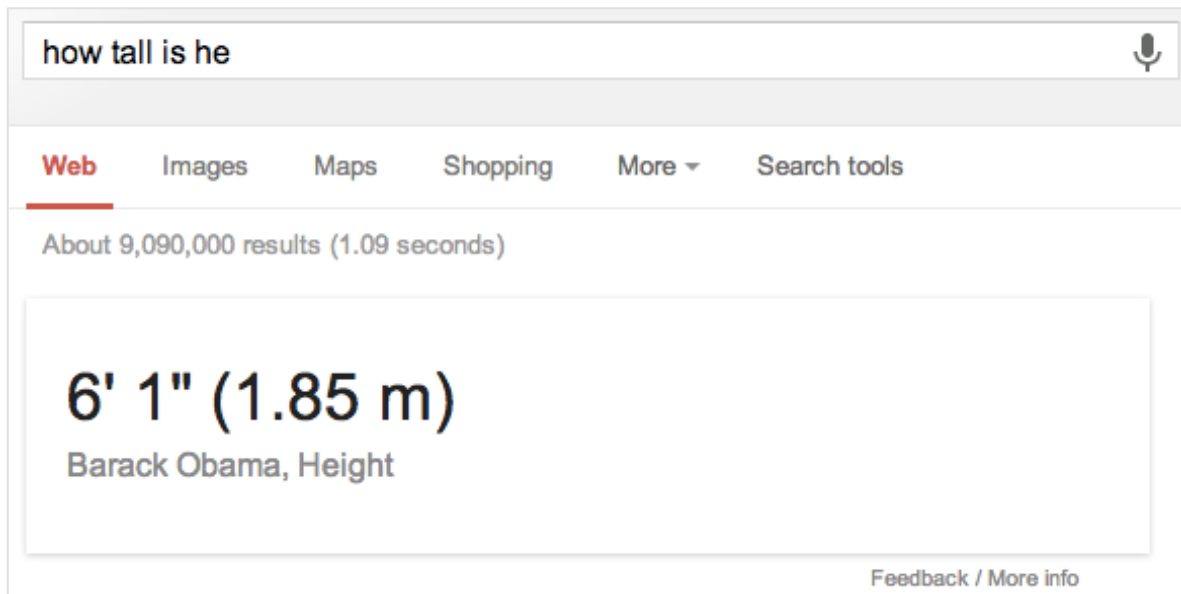 how tall is he
Web Images Maps Shopping More Search tools
About 9,090,000 results (1.09 seconds)
6' 1" (1.85 m)
Barack Obama, Height
Feedback / More info